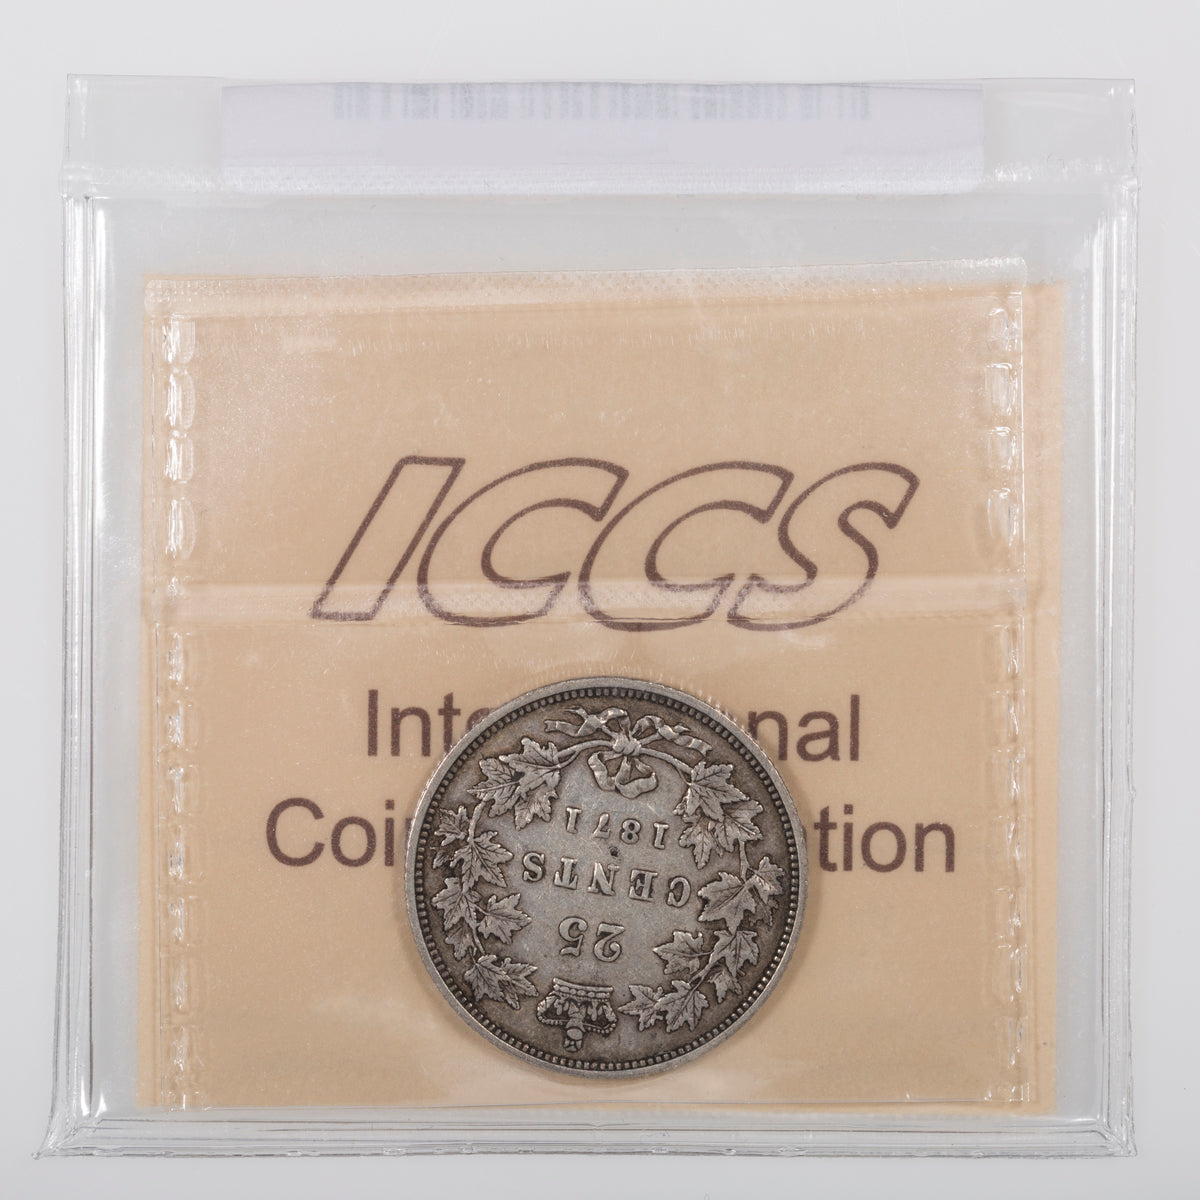 ICCS
Inte nal
Coi tion
25
CENTS
1871